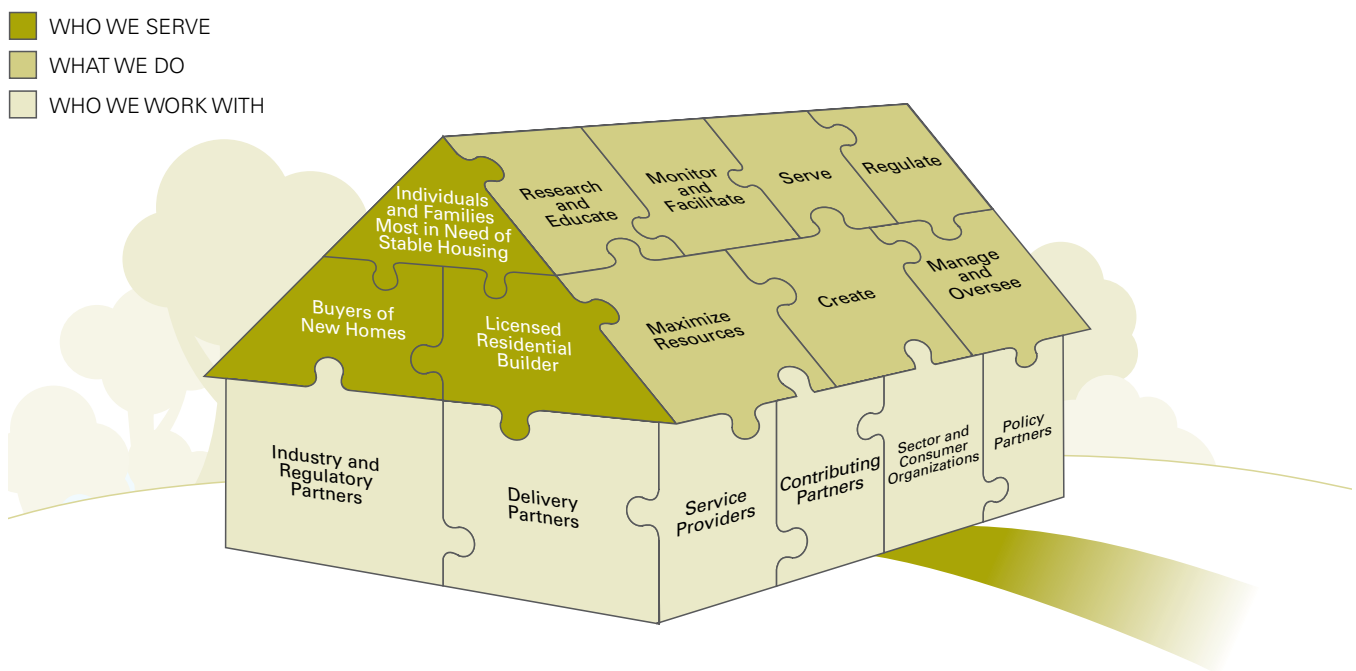 WHO WE SERVE
WHAT WE DO
WHO WE WORK WITH
Individuals
and Families
Most in Need of
Stable Housing
Research
and
Educate
Monitor
and
Facilitate
Serve
Regulate
Buyers of
New Homes
Licensed
Residential
Builder
Maximize
Resources
Create
Manage
and
Oversee
Industry and
Regulatory
Partners
Delivery
Partners
Service
Providers
Contributing
Partners
Sector and
Consumer
Organizations
Policy
Partners